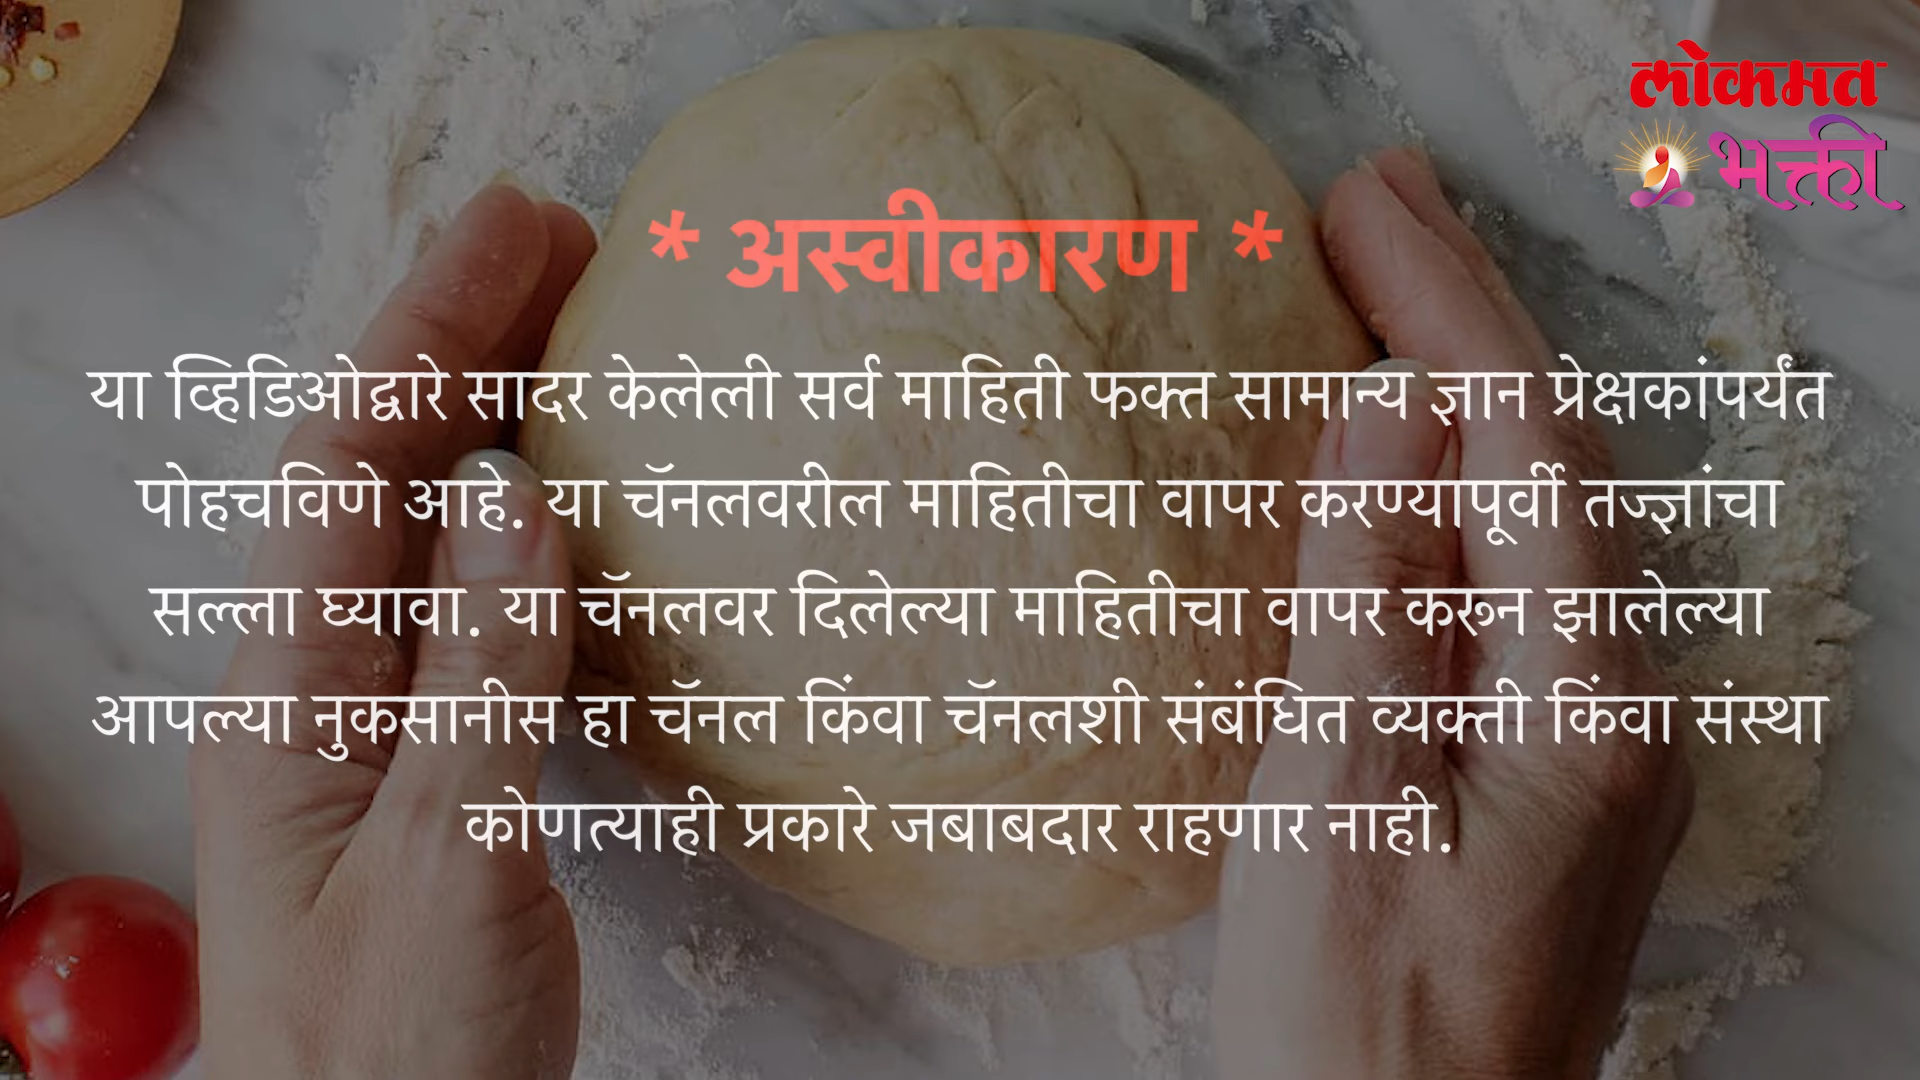 लोकमत
भक्ती
* अस्वीकारण *
या व्हिडिओद्वारे सादर केलेली सर्व माहिती फक्त सामान्य ज्ञान प्रेक्षकांपर्यंत
पोहचविणे आहे. या चॅनलवरील माहितीचा वापर करण्यापूर्वी तज्ज्ञांचा
सल्ला घ्यावा. या चॅनलवर दिलेल्या माहितीचा वापर करून झालेल्या
आपल्या नुकसानीस हा चॅनल किंवा चॅनलशी संबंधित व्यक्ती किंवा संस्था
कोणत्याही प्रकारे जबाबदार राहणार नाही.